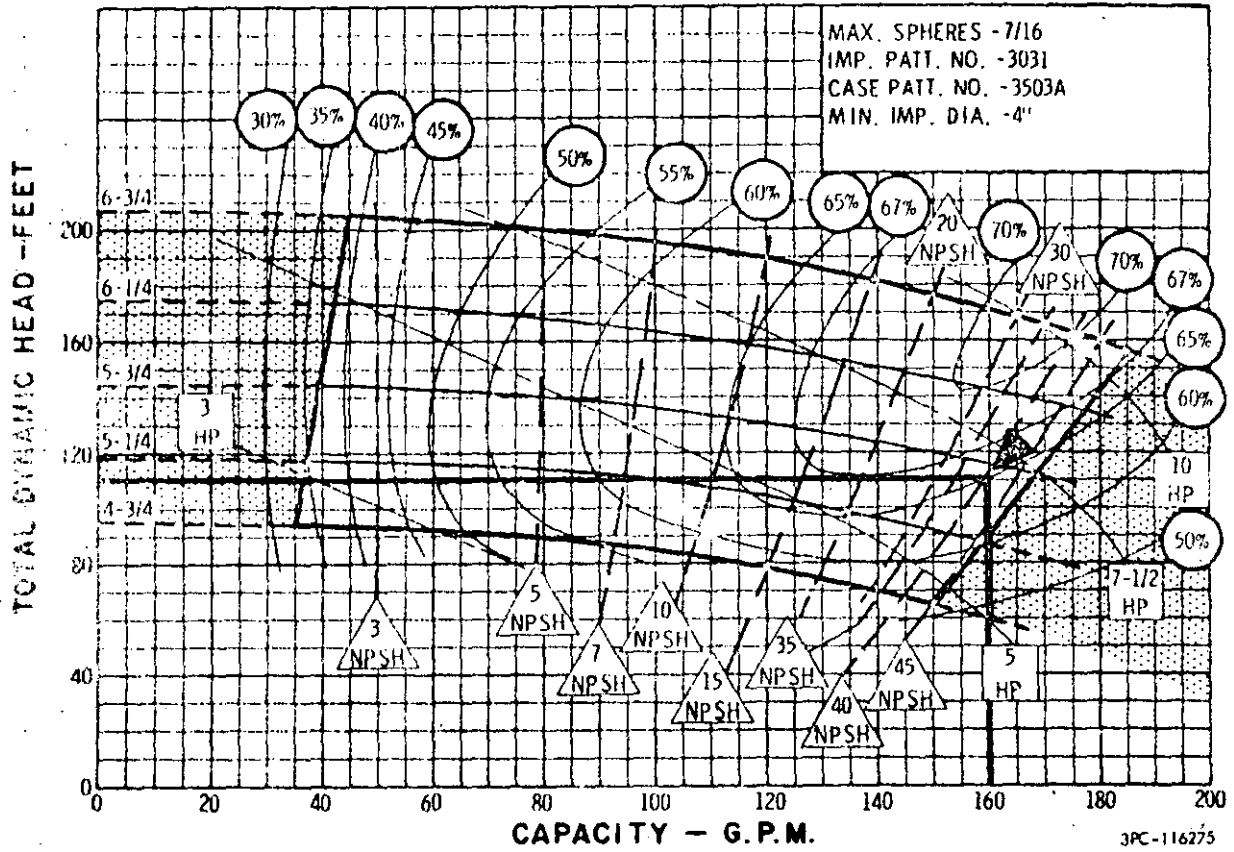 MAX. SPHERES - 7/16
IMP. PATT. NO. -3031
CASE PATT. NO. -3503A
MIN. IMP. DIA. -4"
30%
35%
40%
45%
50%
55%
60%
65%
67%
20
NPSH
70%
30
NPSH
70%
67%
65%
60%
50%
TOTAL DYNAMIC HEAD-FEET
200
160
120
80
40
0
6-3/4
6-1/4
5-3/4
5-1/4
4-3/4
3
HP
10
HP
7-1/2
HP
5
HP
3
NPSH
5
NPSH
7
NPSH
10
NPSH
15
NPSH
35
NPSH
40
NPSH
45
NPSH
0
20
40
60
80
100
120
140
160
180
200
CAPACITY - G.P.M.
3PC-116275